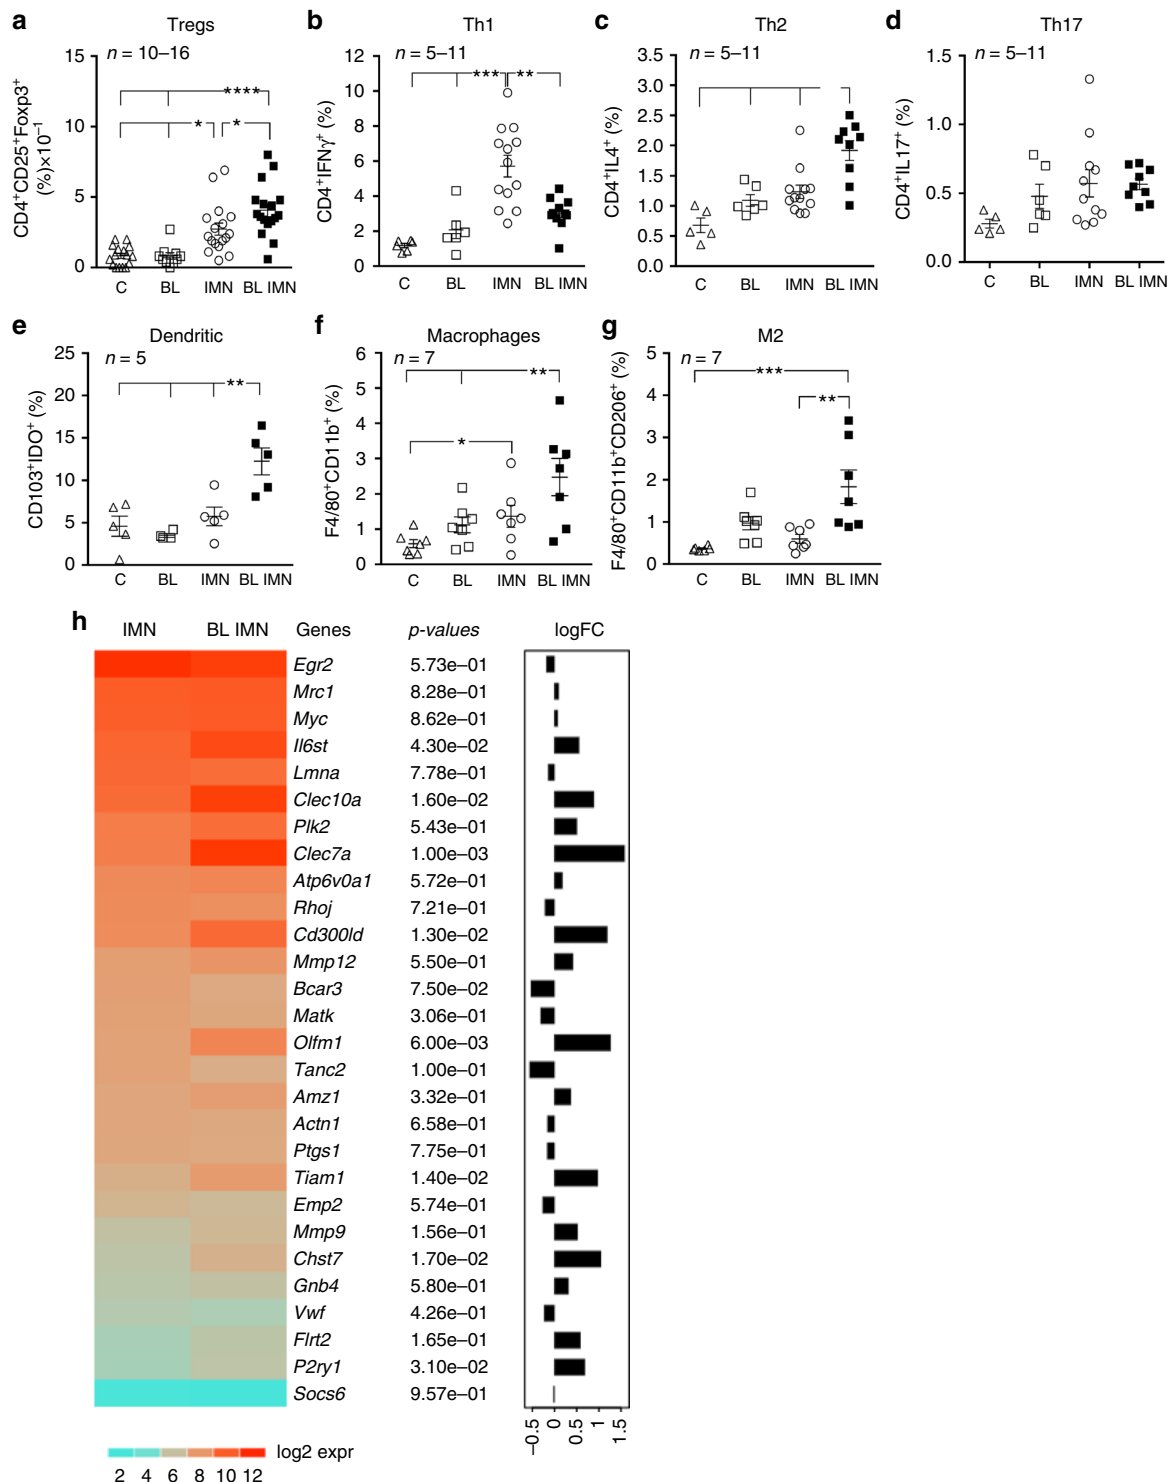 a Tregs
n = 10–16
CD4+CD25+Foxp3+
(%)×10−1
15
10
5
0
****
* *
C BL IMN BL IMN
b Th1
n = 5–11
CD4+IFNγ+ (%)
12
10
8
6
4
2
0
*** **
C BL IMN BL IMN
c Th2
n = 5–11
CD4+IL4+ (%)
3.5
3.0
2.5
2.0
1.5
1.0
0.5
0.0
C BL IMN BL IMN
d Th17
n = 5–11
CD4+IL17+ (%)
1.5
1.0
0.5
0.0
C BL IMN BL IMN
e Dendritic
n = 5
CD103+IDO+ (%)
25
20
15
10
5
0
**
C BL IMN BL IMN
f Macrophages
n = 7
F4/80+CD11b+ (%)
6
5
4
3
2
1
0
**
*
C BL IMN BL IMN
g M2
n = 7
F4/80+CD11b+CD206+ (%)
5
4
3
2
1
0
***
**
C BL IMN BL IMN
h
IMN BL IMN Genes p-values logFC
Egr2 5.73e–01
Mrc1 8.28e–01
Myc 8.62e–01
Il6st 4.30e–02
Lmna 7.78e–01
Clec10a 1.60e–02
Plk2 5.43e–01
Clec7a 1.00e–03
Atp6v0a1 5.72e–01
Rhoj 7.21e–01
Cd300ld 1.30e–02
Mmp12 5.50e–01
Bcar3 7.50e–02
Matk 3.06e–01
Olfm1 6.00e–03
Tanc2 1.00e–01
Amz1 3.32e–01
Actn1 6.58e–01
Ptgs1 7.75e–01
Tiam1 1.40e–02
Emp2 5.74e–01
Mmp9 1.56e–01
Chst7 1.70e–02
Gnb4 5.80e–01
Vwf 4.26e–01
Flrt2 1.65e–01
P2ry1 3.10e–02
Socs6 9.57e–01
−0.5 0 0.5 1 1.5
log2 expr
2 4 6 8 10 12